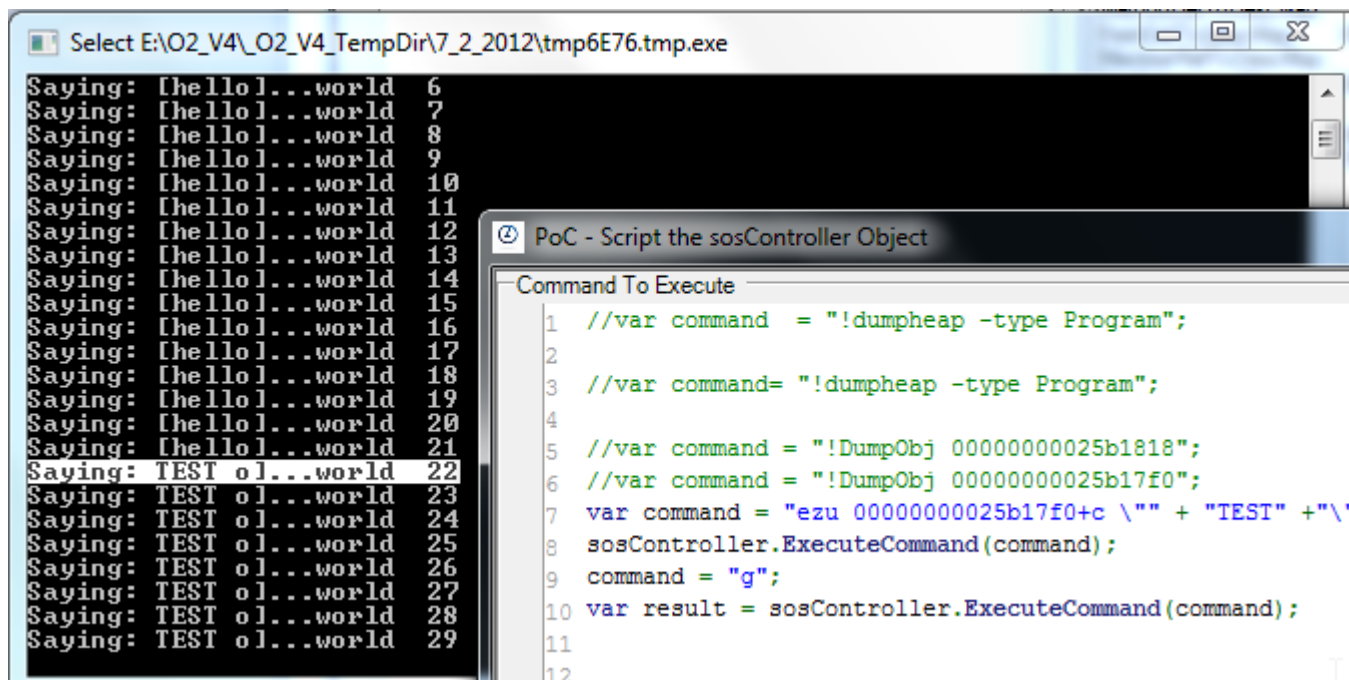 Select E:\O2_V4\_O2_V4_TempDir\7_2_2012\tmp6E76.tmp.exe
Saying: [hello]...world 6
Saying: [hello]...world 7
Saying: [hello]...world 8
Saying: [hello]...world 9
Saying: [hello]...world 10
Saying: [hello]...world 11
Saying: [hello]...world 12
Saying: [hello]...world 13
Saying: [hello]...world 14
Saying: [hello]...world 15
Saying: [hello]...world 16
Saying: [hello]...world 17
Saying: [hello]...world 18
Saying: [hello]...world 19
Saying: [hello]...world 20
Saying: [hello]...world 21
Saying: TEST o]...world 22
Saying: TEST o]...world 23
Saying: TEST o]...world 24
Saying: TEST o]...world 25
Saying: TEST o]...world 26
Saying: TEST o]...world 27
Saying: TEST o]...world 28
Saying: TEST o]...world 29
PoC - Script the sosController Object
Command To Execute
1 //var command = "!dumpheap -type Program";
2
3 //var command= "!dumpheap -type Program";
4
5 //var command = "!DumpObj 00000000025b1818";
6 //var command = "!DumpObj 00000000025b17f0";
7 var command = "ezu 00000000025b17f0+c \"" + "TEST" +"\"
8 sosController.ExecuteCommand(command);
9 command = "g";
10 var result = sosController.ExecuteCommand(command);
11
12